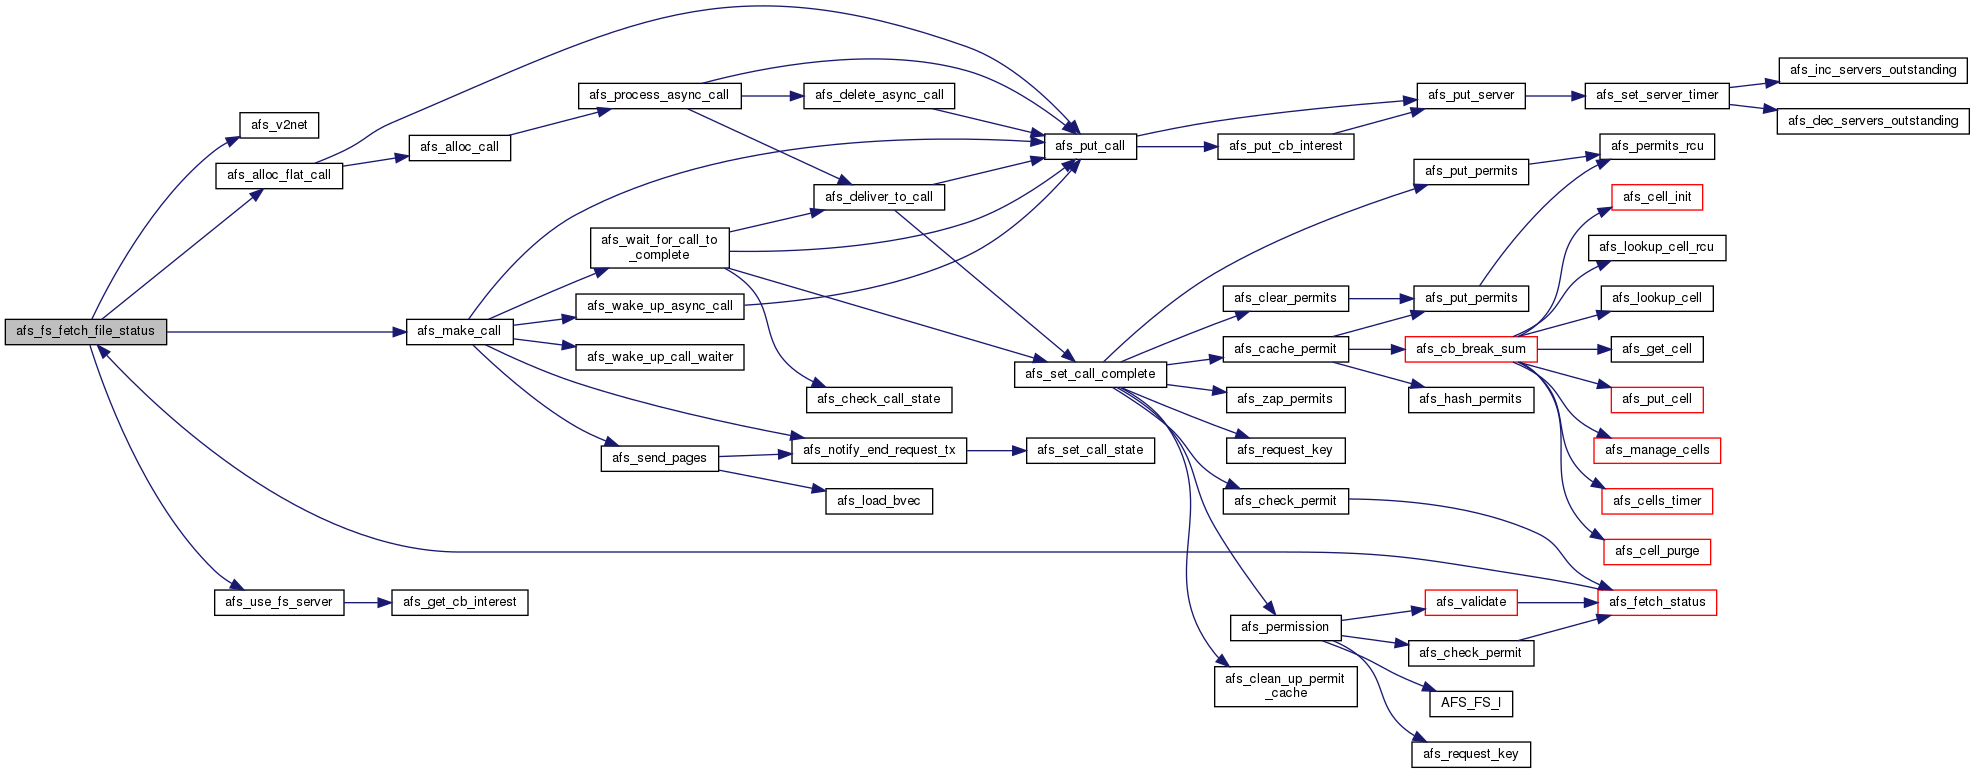 afs_inc_servers_outstanding
afs_process_async_call
afs_delete_async_call
afs_put_server
afs_set_server_timer
afs_dec_servers_outstanding
afs_v2net
afs_alloc_call
afs_put_call
afs_put_cb_interest
afs_permits_rcu
afs_alloc_flat_call
afs_put_permits
afs_deliver_to_call
afs_cell_init
afs_wait_for_call_to
_complete
afs_lookup_cell_rcu
afs_wake_up_async_call
afs_clear_permits
afs_put_permits
afs_lookup_cell
afs_fs_fetch_file_status
afs_make_call
afs_wake_up_call_waiter
afs_cache_permit
afs_cb_break_sum
afs_get_cell
afs_set_call_complete
afs_check_call_state
afs_zap_permits
afs_hash_permits
afs_put_cell
afs_send_pages
afs_notify_end_request_tx
afs_set_call_state
afs_request_key
afs_manage_cells
afs_load_bvec
afs_check_permit
afs_cells_timer
afs_cell_purge
afs_use_fs_server
afs_get_cb_interest
afs_validate
afs_fetch_status
afs_permission
afs_check_permit
afs_clean_up_permit
_cache
AFS_FS_I
afs_request_key